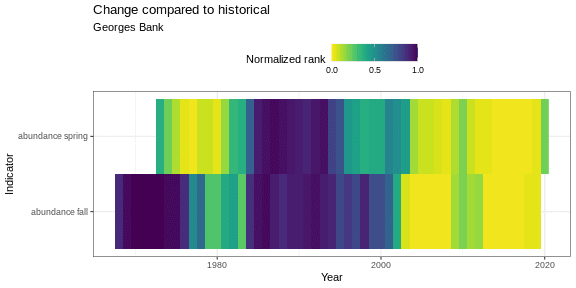 Change compared to historical
Georges Bank
Normalized rank
0.0 0.5 1.0
abundance spring
abundance fall
Indicator
1980 2000 2020
Year